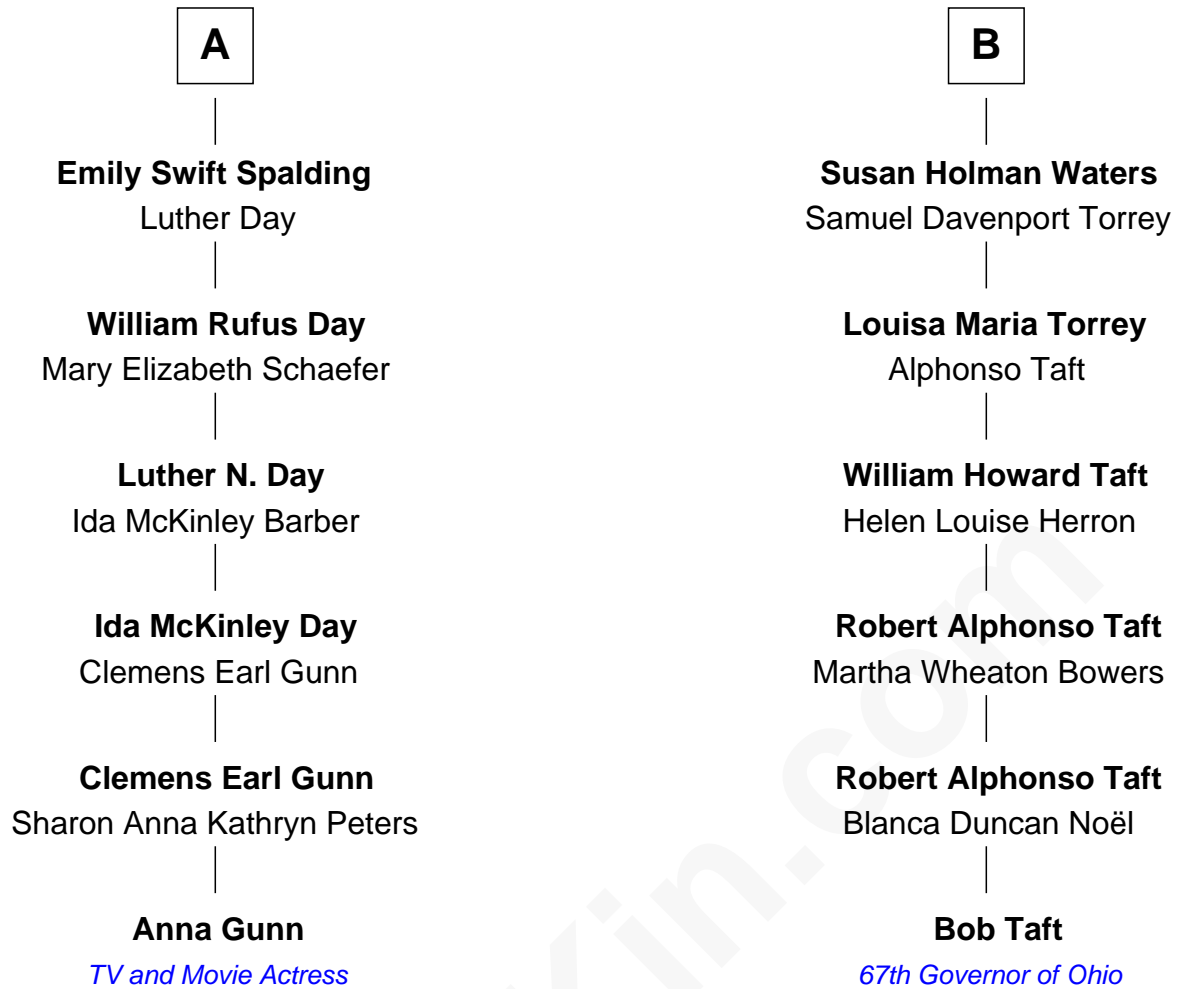 A
Emily Swift Spalding
Luther Day
William Rufus Day
Mary Elizabeth Schaefer
Luther N. Day
Ida McKinley Barber
Ida McKinley Day
Clemens Earl Gunn
Clemens Earl Gunn
Sharon Anna Kathryn Peters
Anna Gunn
TV and Movie Actress
B
Susan Holman Waters
Samuel Davenport Torrey
Louisa Maria Torrey
Alphonso Taft
William Howard Taft
Helen Louise Herron
Robert Alphonso Taft
Martha Wheaton Bowers
Robert Alphonso Taft
Blanca Duncan Noël
Bob Taft
67th Governor of Ohio
Kin.com